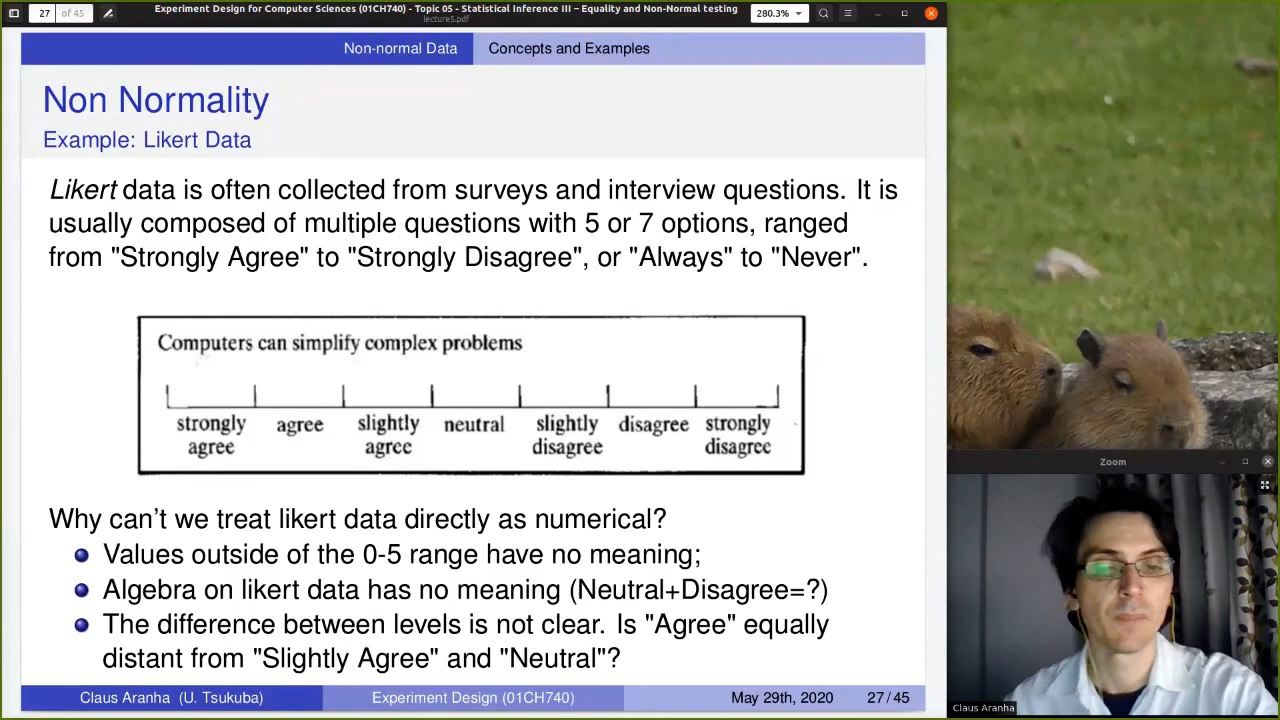 27 of 45
Experiment Design for Computer Sciences (01CH740) - Topic 05 - Statistical Inference III – Equality and Non-Normal testing
lecture5.pdf
280.3%
Non-normal Data
Concepts and Examples
Non Normality
Example: Likert Data
Likert data is often collected from surveys and interview questions. It is
usually composed of multiple questions with 5 or 7 options, ranged
from "Strongly Agree" to "Strongly Disagree", or "Always" to "Never".
Computers can simplify complex problems
strongly agree slightly neutral slightly disagree strongly
agree agree disagree disagree
Why can't we treat likert data directly as numerical?
Values outside of the 0-5 range have no meaning;
Algebra on likert data has no meaning (Neutral+Disagree=?)
The difference between levels is not clear. Is "Agree" equally
distant from "Slightly Agree" and "Neutral"?
Claus Aranha (U. Tsukuba)
Experiment Design (01CH740)
May 29th, 2020
27 / 45
Zoom
Claus Aranha